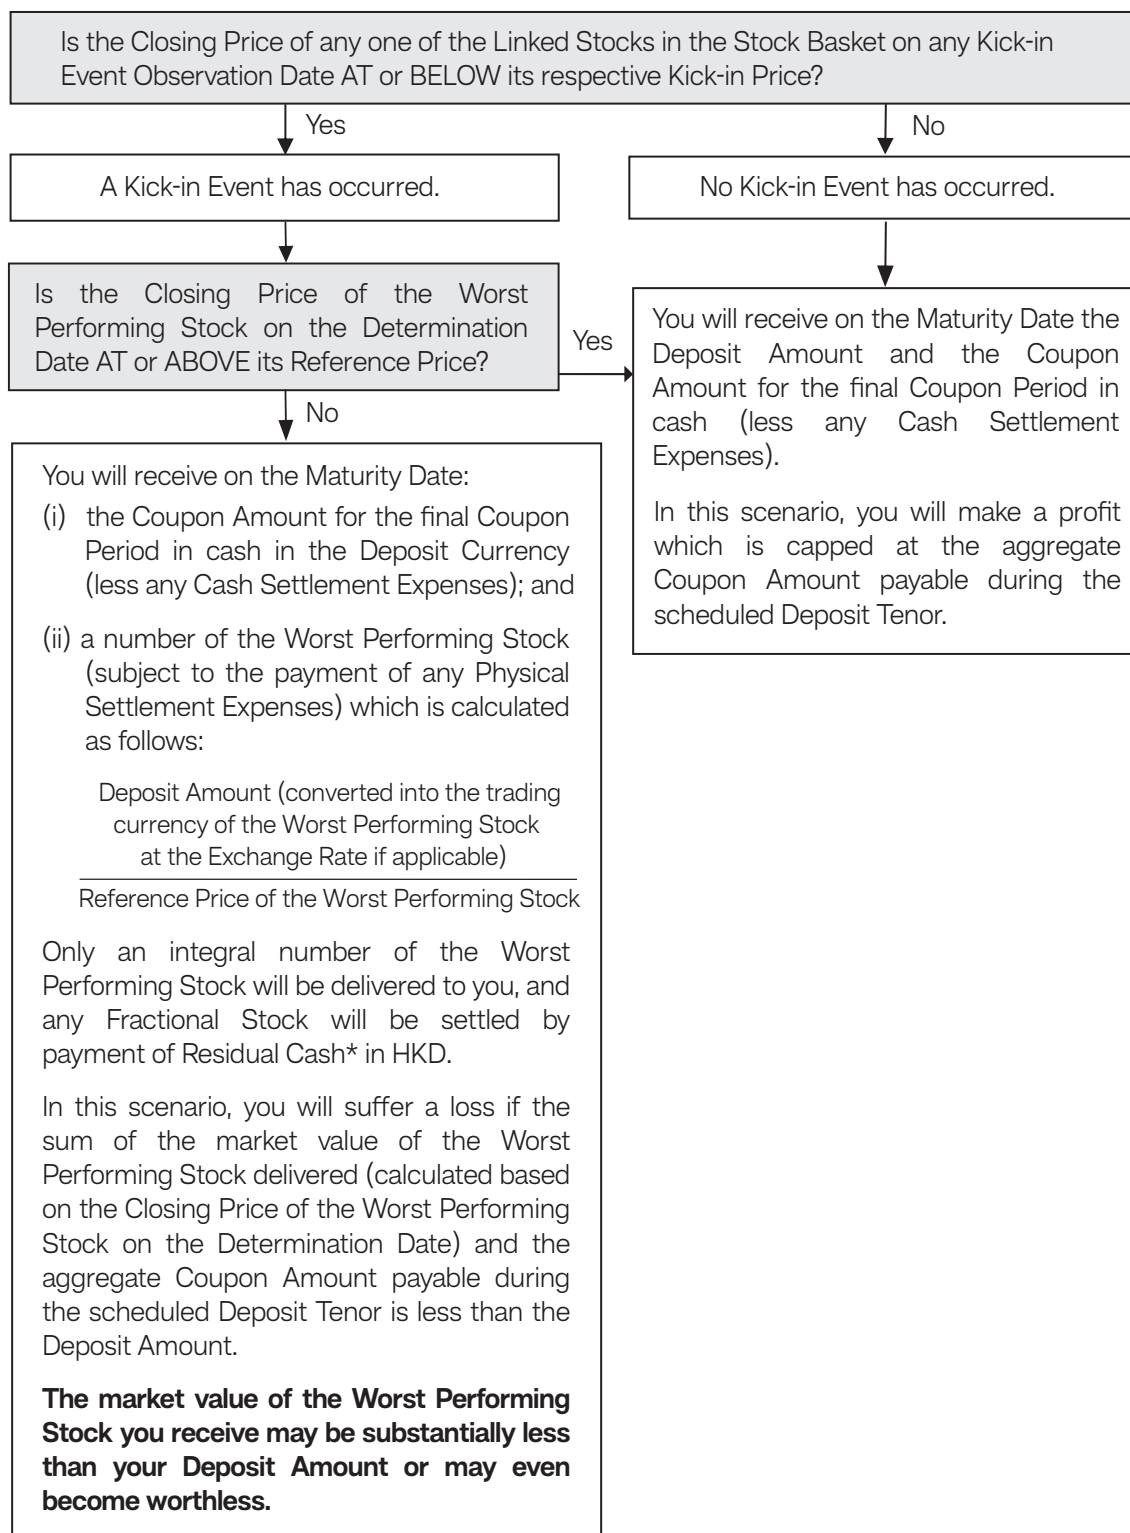 Is the Closing Price of any one of the Linked Stocks in the Stock Basket on any Kick-in
Event Observation Date AT or BELOW its respective Kick-in Price?
Yes
No
A Kick-in Event has occurred.
No Kick-in Event has occurred.
Is the Closing Price of the Worst
Performing Stock on the Determination
Date AT or ABOVE its Reference Price?
Yes
No
You will receive on the Maturity Date the
Deposit Amount and the Coupon
Amount for the final Coupon Period in
cash (less any Cash Settlement
Expenses).
In this scenario, you will make a profit
which is capped at the aggregate
Coupon Amount payable during the
scheduled Deposit Tenor.
You will receive on the Maturity Date:
(i) the Coupon Amount for the final Coupon
Period in cash in the Deposit Currency
(less any Cash Settlement Expenses); and
(ii) a number of the Worst Performing Stock
(subject to the payment of any Physical
Settlement Expenses) which is calculated
as follows:
Deposit Amount (converted into the trading
currency of the Worst Performing Stock
at the Exchange Rate if applicable)
Reference Price of the Worst Performing Stock
Only an integral number of the Worst
Performing Stock will be delivered to you, and
any Fractional Stock will be settled by
payment of Residual Cash* in HKD.
In this scenario, you will suffer a loss if the
sum of the market value of the Worst
Performing Stock delivered (calculated based
on the Closing Price of the Worst Performing
Stock on the Determination Date) and the
aggregate Coupon Amount payable during
the scheduled Deposit Tenor is less than the
Deposit Amount.
The market value of the Worst Performing
Stock you receive may be substantially less
than your Deposit Amount or may even
become worthless.